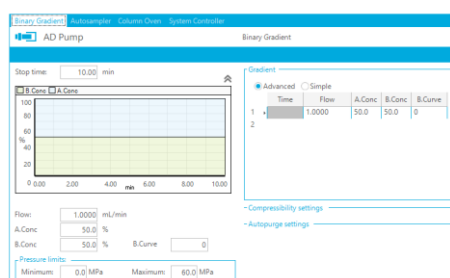 Binary Gradient Autosampler Column Oven System Controller
AD Pump Binary Gradient
Stop time: 10.00 min
B.Conc A.Conc
100
80
60
%
40
20
0
0.00 2.00 4.00 min 6.00 8.00 10.00
Flow: 1.0000 mL/min
A.Conc 50.0 %
B.Conc 50.0 % B.Curve 0
Pressure limits:
Minimum: 0.0 MPa Maximum: 60.0 MPa
Gradient
Advanced Simple
Time Flow A.Conc B.Conc B.Curve
1 1.0000 50.0 50.0 0
2
Compressibility settings
Autopurge settings